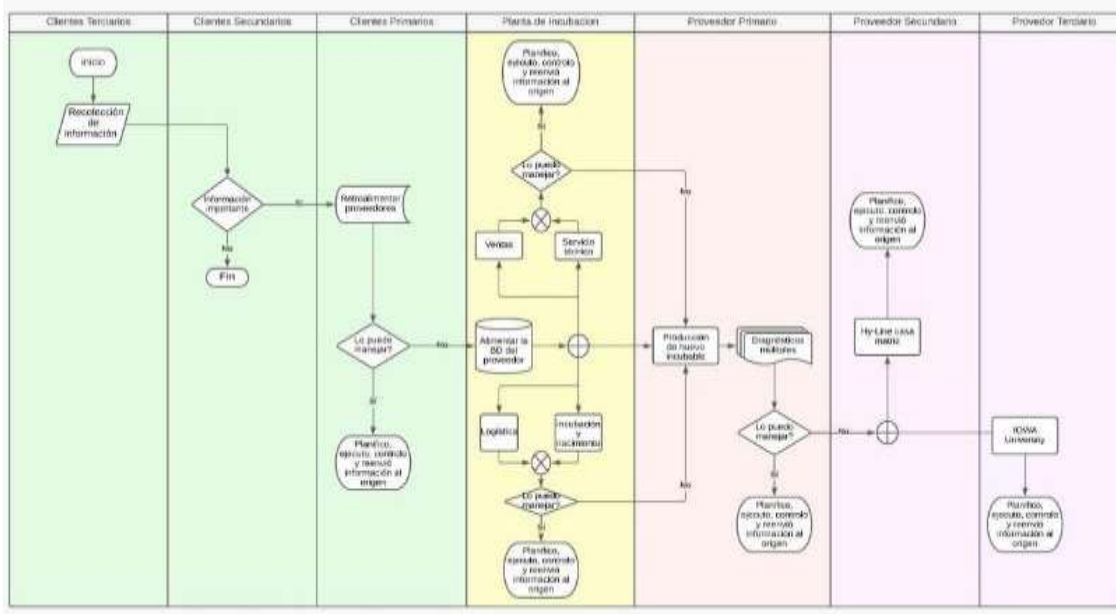 Clientes Terciarios
Clientes Secundarios
Clientes Primarios
Planta de Incubacion
Proveedor Primario
Proveedor Secundario
Provedor Terciario
Inicio
Recolección
de
información
Información
importante
Si
No
Fin
Retroalimentar
proveedores
Lo puedo
manejar?
No
Si
Planifico,
ejecuto, controlo
y reenvió
información al
origen
Planifico,
ejecuto, controlo
y reenvió
información al
origen
Si
Lo puedo
manejar?
No
Ventas
Servicio
técnico
Alimentar la
BD del
proveedor
Logística
Incubación
y
nacimiento
Lo puedo
manejar?
No
Si
Planifico,
ejecuto, controlo
y reenvió
información al
origen
Producción
de huevo
incubable
Diagnósticos
múltiples
Lo puedo
manejar?
No
Si
Planifico,
ejecuto, controlo
y reenvió
información al
origen
Planifico,
ejecuto, controlo
y reenvió
información al
origen
Hy-Line casa
matriz
IOWA
University
Planifico,
ejecuto, controlo
y reenvió
información al
origen